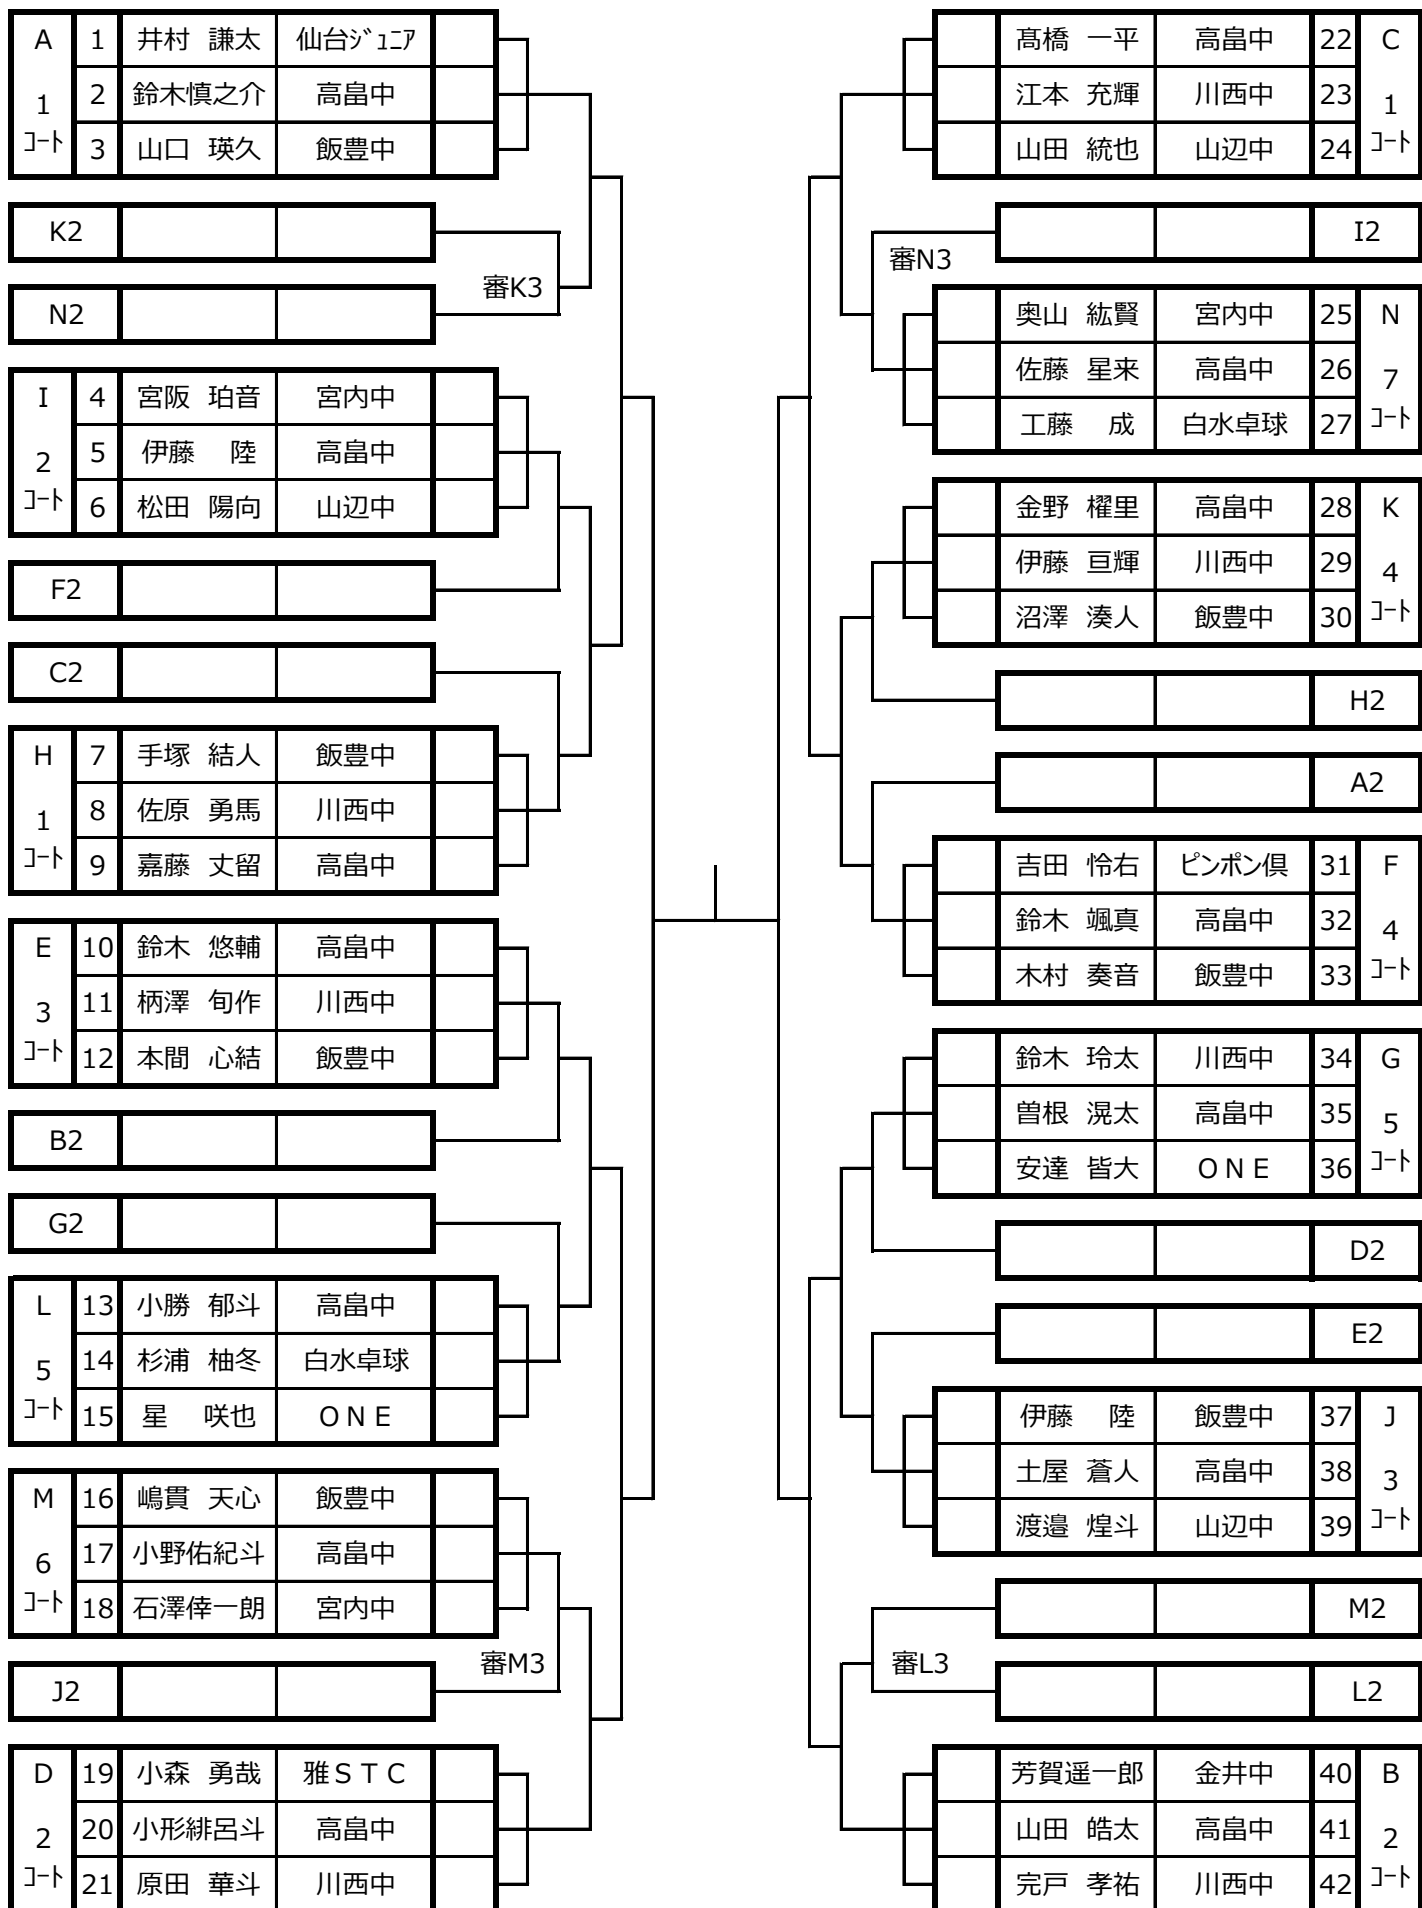 A 1 井村 謙太 仙台ｼﾞｭﾆｱ
2 鈴木慎之介 高畠中
1
ｺｰﾄ 3 山口 瑛久 飯豊中
K2
審K3
N2
I 4 宮阪 珀音 宮内中
5 伊藤 陸 高畠中
2
ｺｰﾄ 6 松田 陽向 山辺中
F2
C2
H 7 手塚 結人 飯豊中
8 佐原 勇馬 川西中
1
ｺｰﾄ 9 嘉藤 丈留 高畠中
E 10 鈴木 悠輔 高畠中
11 柄澤 旬作 川西中
3
ｺｰﾄ 12 本間 心結 飯豊中
B2
G2
L 13 小勝 郁斗 高畠中
14 杉浦 柚冬 白水卓球
5
ｺｰﾄ 15 星 咲也 ＯＮＥ
M 16 嶋貫 天心 飯豊中
17 小野佑紀斗 高畠中
6
ｺｰﾄ 18 石澤倖一朗 宮内中
審M3
J2
D 19 小森 勇哉 雅ＳＴＣ
20 小形緋呂斗 高畠中
2
ｺｰﾄ 21 原田 華斗 川西中
髙橋 一平 高畠中 22 C
江本 充輝 川西中 23
1
山田 統也 山辺中 24 ｺｰﾄ
I2
審N3
奥山 紘賢 宮内中 25 N
佐藤 星来 高畠中 26
7
工藤 成 白水卓球 27 ｺｰﾄ
金野 櫂里 高畠中 28 K
伊藤 亘輝 川西中 29
4
沼澤 湊人 飯豊中 30 ｺｰﾄ
H2
A2
吉田 怜右 ピンポン倶 31 F
鈴木 颯真 高畠中 32
4
木村 奏音 飯豊中 33 ｺｰﾄ
鈴木 玲太 川西中 34 G
曽根 滉太 高畠中 35
5
安達 皆大 ＯＮＥ 36 ｺｰﾄ
D2
E2
伊藤 陸 飯豊中 37 J
土屋 蒼人 高畠中 38
3
渡邉 煌斗 山辺中 39 ｺｰﾄ
M2
審L3
L2
芳賀遥一郎 金井中 40 B
山田 皓太 高畠中 41
2
完戸 孝祐 川西中 42 ｺｰﾄ